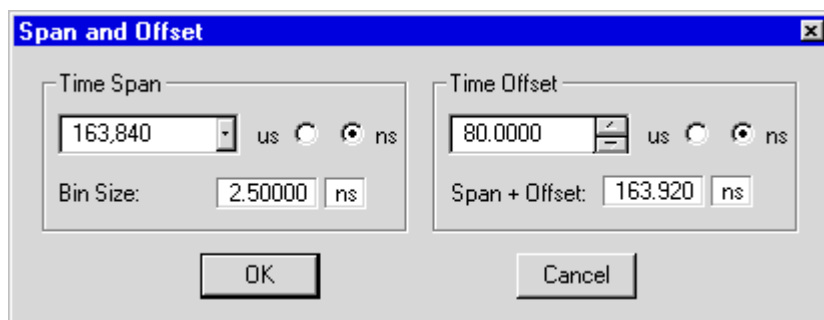 Span and Offset
Time Span
163,840 us ns
Bin Size: 2.50000 ns
Time Offset
80.0000 us ns
Span + Offset: 163.920 ns
OK Cancel